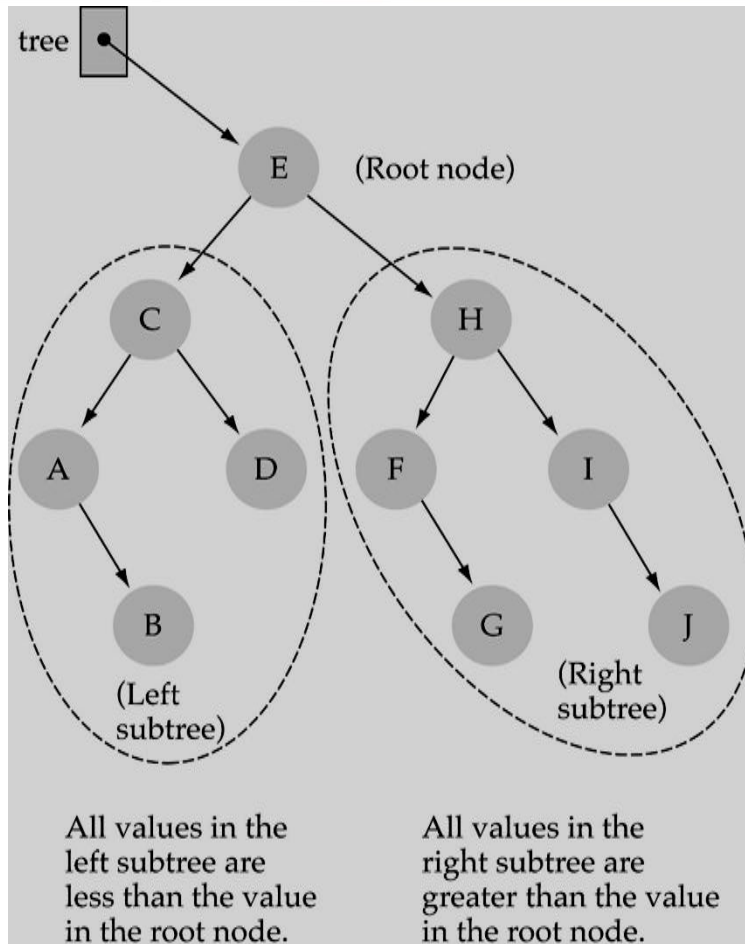 tree
E (Root node)
C H
A D F I
B G J
(Left
subtree)
(Right
subtree)
All values in the
left subtree are
less than the value
in the root node.
All values in the
right subtree are
greater than the value
in the root node.